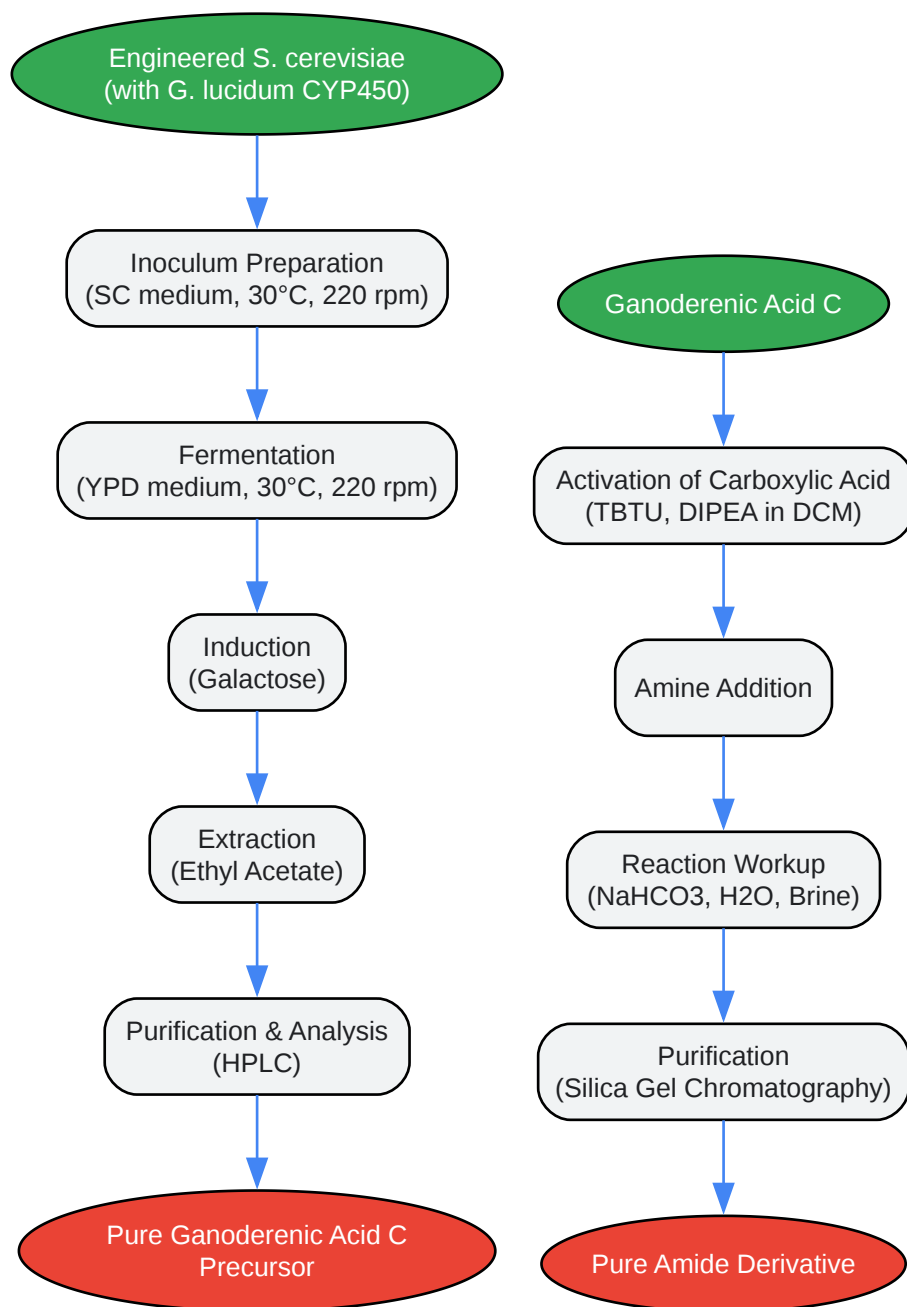 Engineered S. cerevisiae
(with G. lucidum CYP450)
Inoculum Preparation
(SC medium, 30°C, 220 rpm)
Fermentation
(YPD medium, 30°C, 220 rpm)
Induction
(Galactose)
Extraction
(Ethyl Acetate)
Purification & Analysis
(HPLC)
Pure Ganoderenic Acid C
Precursor
Ganoderenic Acid C
Activation of Carboxylic Acid
(TBTU, DIPEA in DCM)
Amine Addition
Reaction Workup
(NaHCO3, H2O, Brine)
Purification
(Silica Gel Chromatography)
Pure Amide Derivative